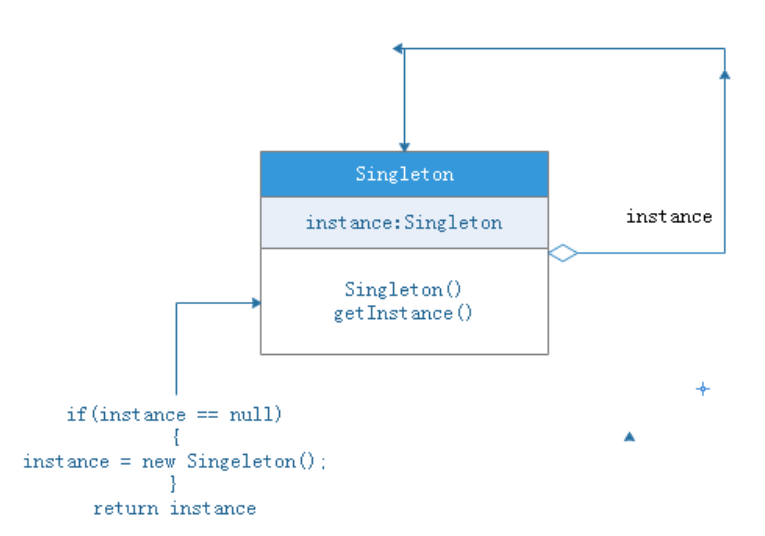 Singleton
instance:Singleton
instance
Singleton()
getInstance()
if(instance == null)
{
instance = new Singeleton();
}
return instance